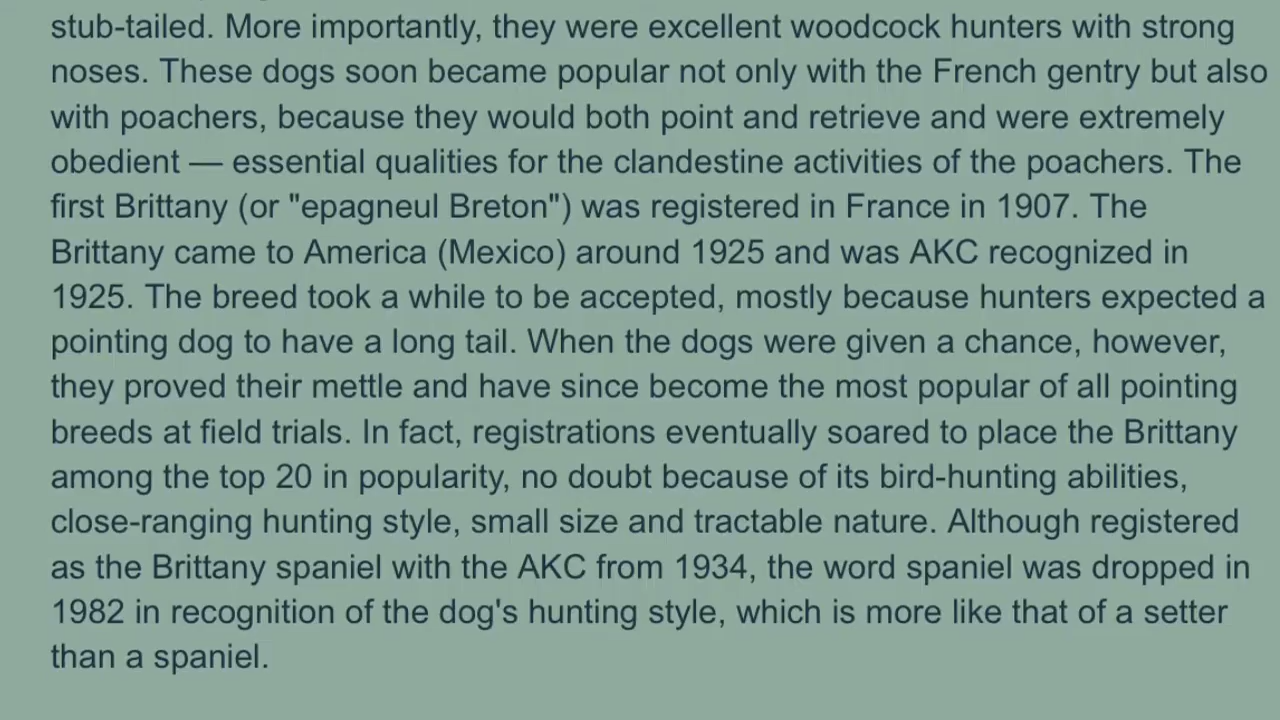 stub-tailed. More importantly, they were excellent woodcock hunters with strong
noses. These dogs soon became popular not only with the French gentry but also
with poachers, because they would both point and retrieve and were extremely
obedient — essential qualities for the clandestine activities of the poachers. The
first Brittany (or "epagneul Breton") was registered in France in 1907. The
Brittany came to America (Mexico) around 1925 and was AKC recognized in
1925. The breed took a while to be accepted, mostly because hunters expected a
pointing dog to have a long tail. When the dogs were given a chance, however,
they proved their mettle and have since become the most popular of all pointing
breeds at field trials. In fact, registrations eventually soared to place the Brittany
among the top 20 in popularity, no doubt because of its bird-hunting abilities,
close-ranging hunting style, small size and tractable nature. Although registered
as the Brittany spaniel with the AKC from 1934, the word spaniel was dropped in
1982 in recognition of the dog's hunting style, which is more like that of a setter
than a spaniel.